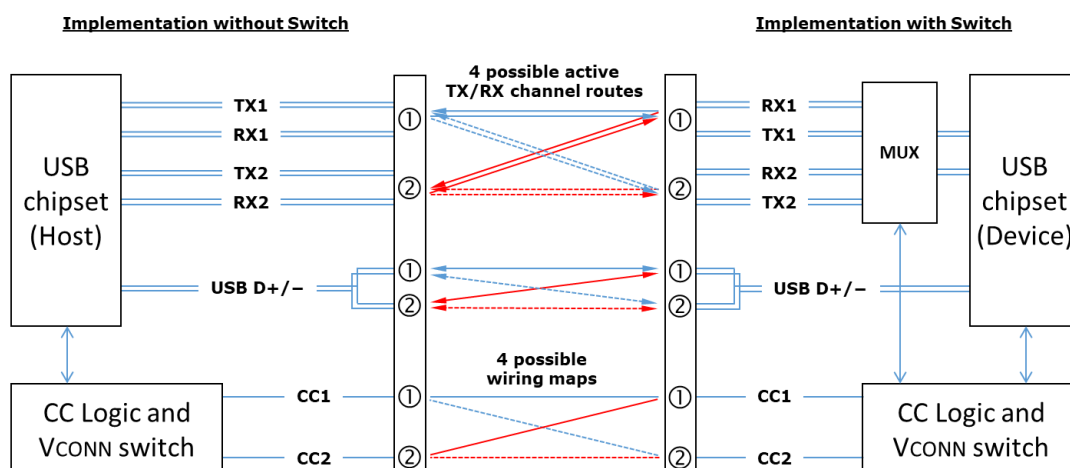 Implementation without Switch
Implementation with Switch
4 possible active
TX/RX channel routes
USB
chipset
(Host)
TX1
RX1
TX2
RX2
USB D+/−
①
②
①
②
①
②
①
②
①
②
①
②
RX1
TX1
RX2
TX2
MUX
USB
chipset
(Device)
USB D+/−
4 possible
wiring maps
CC Logic and
VCONN switch
CC1
CC2
CC1
CC2
CC Logic and
VCONN switch